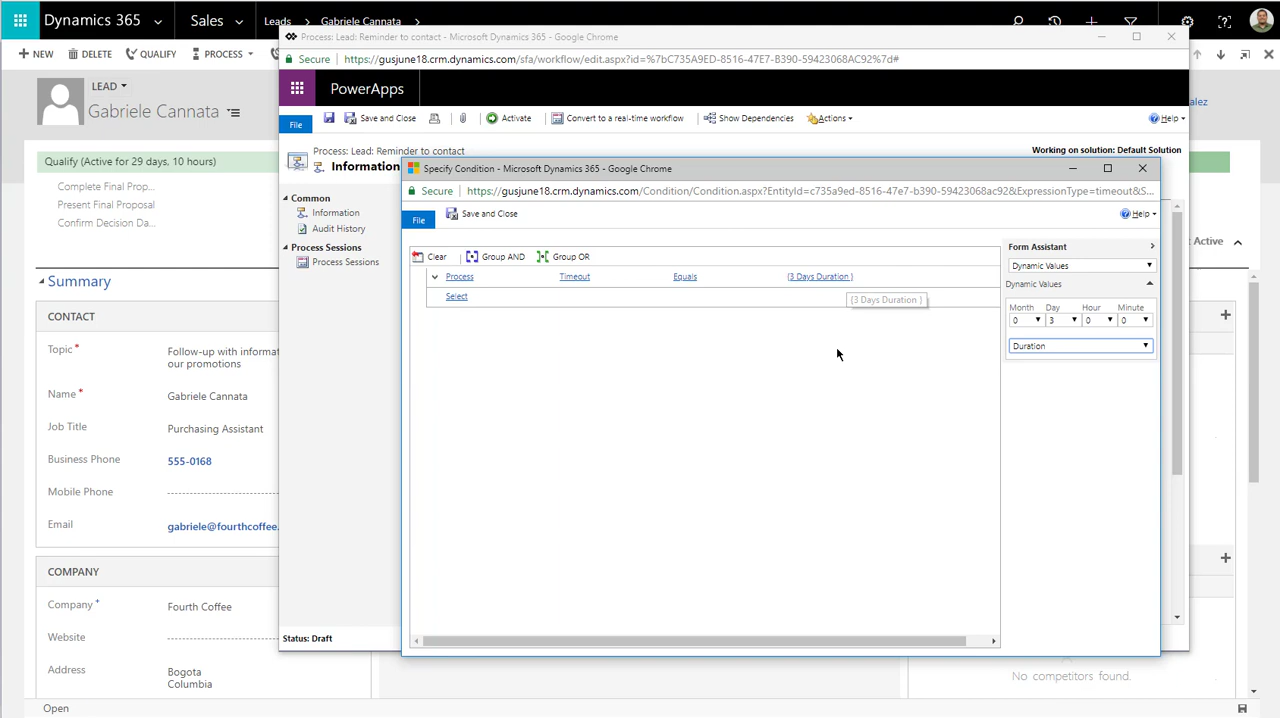 Dynamics 365
Sales
Leads
Gabriele Cannata
NEW
DELETE
QUALIFY
PROCESS
LEAD
Gabriele Cannata
Qualify (Active for 29 days, 10 hours)
Complete Final Prop...
Present Final Proposal
Confirm Decision Da...
Summary
CONTACT
Topic *
Follow-up with informat
our promotions
Name *
Gabriele Cannata
Job Title
Purchasing Assistant
Business Phone
555-0168
Mobile Phone
Email
gabriele@fourthcoffee.
COMPANY
Company *
Fourth Coffee
Website
Address
Bogota
Columbia
Open
Process: Lead: Reminder to contact - Microsoft Dynamics 365 - Google Chrome
Secure
https://gusjune18.crm.dynamics.com/sfa/workflow/edit.aspx?id=%7bC735A9ED-8516-47E7-B390-59423068AC92%7d#
PowerApps
File
Save and Close
Activate
Convert to a real-time workflow
Show Dependencies
Actions
Help
Process: Lead: Reminder to contact
Information
Working on solution: Default Solution
Common
Information
Audit History
Process Sessions
Process Sessions
Status: Draft
Specify Condition - Microsoft Dynamics 365 - Google Chrome
Secure
https://gusjune18.crm.dynamics.com/Condition/Condition.aspx?EntityId=c735a9ed-8516-47e7-b390-59423068ac92&ExpressionType=timeout&S...
File
Save and Close
Help
Clear
Group AND
Group OR
Process
Timeout
Equals
{3 Days Duration }
Select
{3 Days Duration }
Form Assistant
Dynamic Values
Dynamic Values
Month
Day
Hour
Minute
0
3
0
0
Duration
alez
Active
No competitors found.